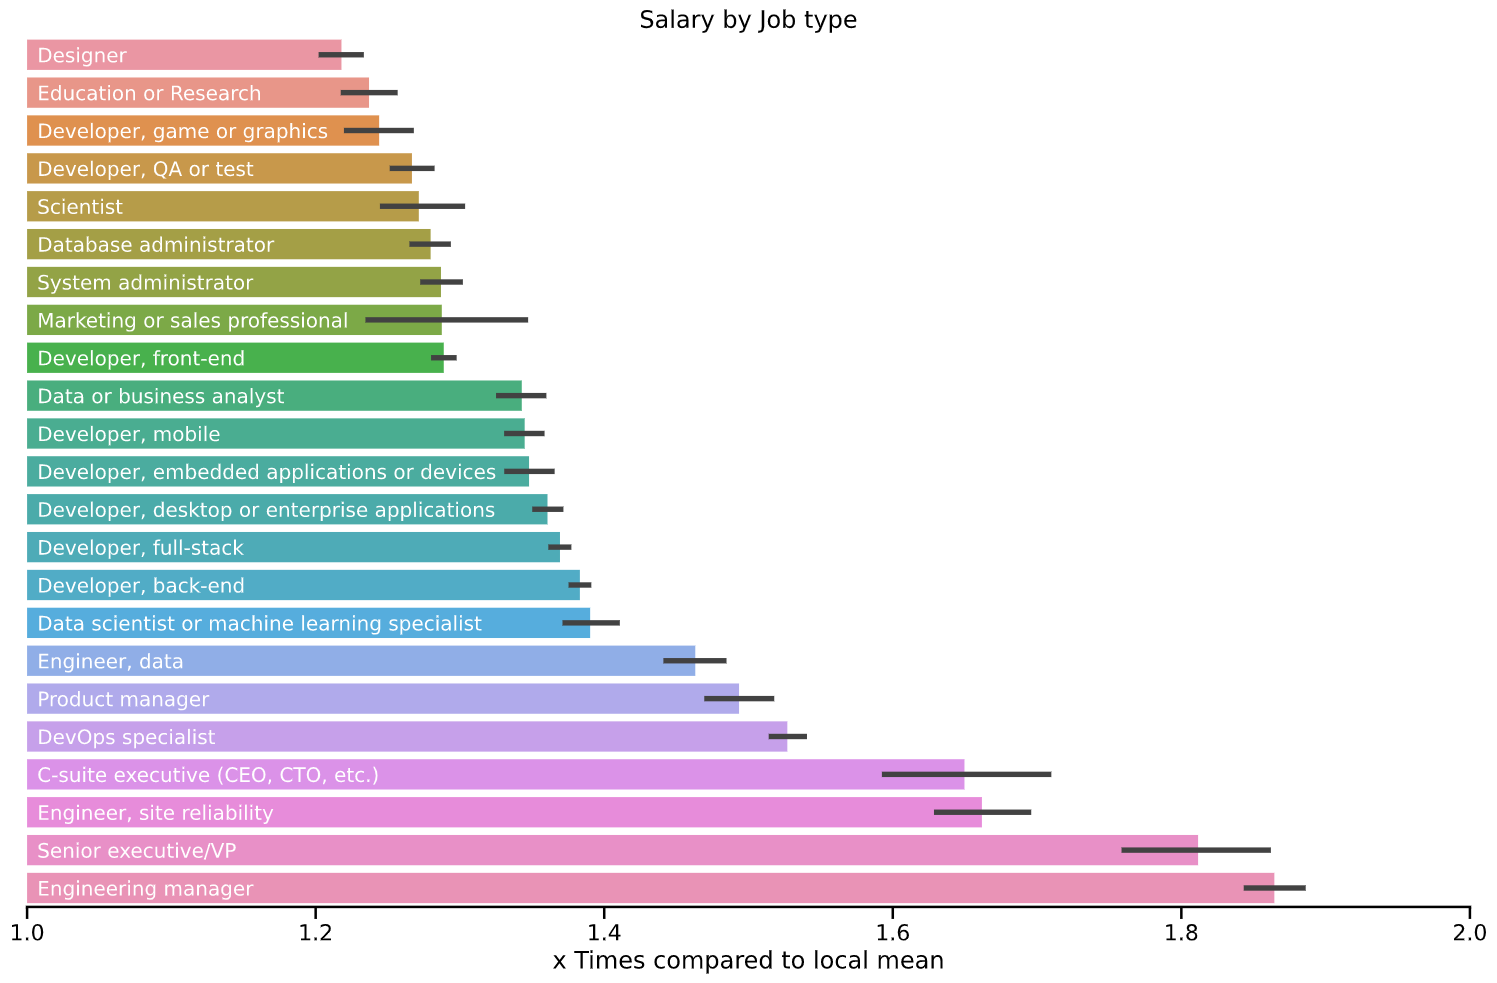 Salary by Job type
Designer
Education or Research
Developer, game or graphics
Developer, QA or test
Scientist
Database administrator
System administrator
Marketing or sales professional
Developer, front-end
Data or business analyst
Developer, mobile
Developer, embedded applications or devices
Developer, desktop or enterprise applications
Developer, full-stack
Developer, back-end
Data scientist or machine learning specialist
Engineer, data
Product manager
DevOps specialist
C-suite executive (CEO, CTO, etc.)
Engineer, site reliability
Senior executive/VP
Engineering manager
1.0 1.2 1.4 1.6 1.8 2.0
x Times compared to local mean